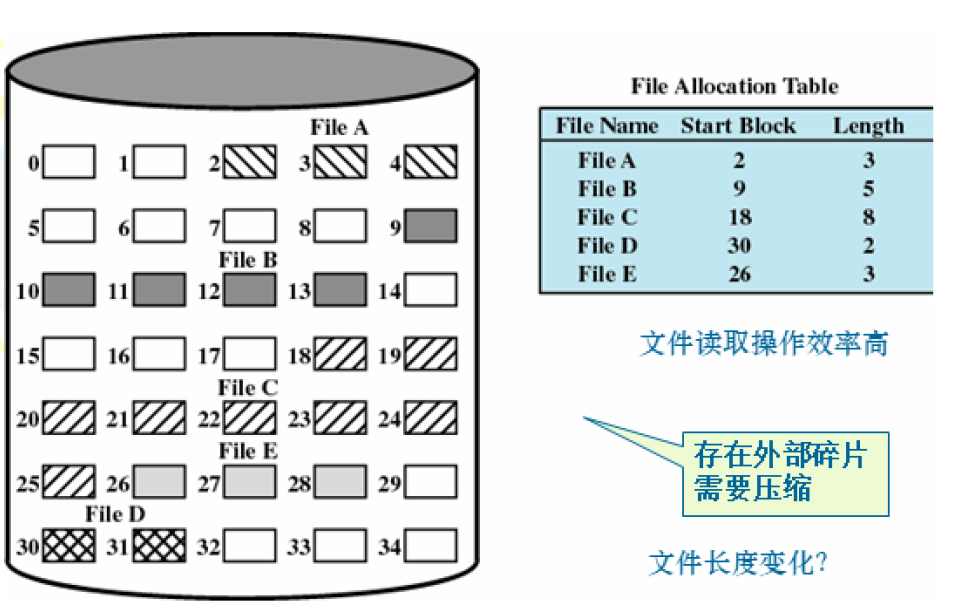 File A
0 1 2 3 4
5 6 7 8 9
File B
10 11 12 13 14
15 16 17 18 19
File C
20 21 22 23 24
File E
25 26 27 28 29
File D
30 31 32 33 34
File Allocation Table
File Name Start Block Length
File A 2 3
File B 9 5
File C 18 8
File D 30 2
File E 26 3
文件读取操作效率高
存在外部碎片
需要压缩
文件长度变化?